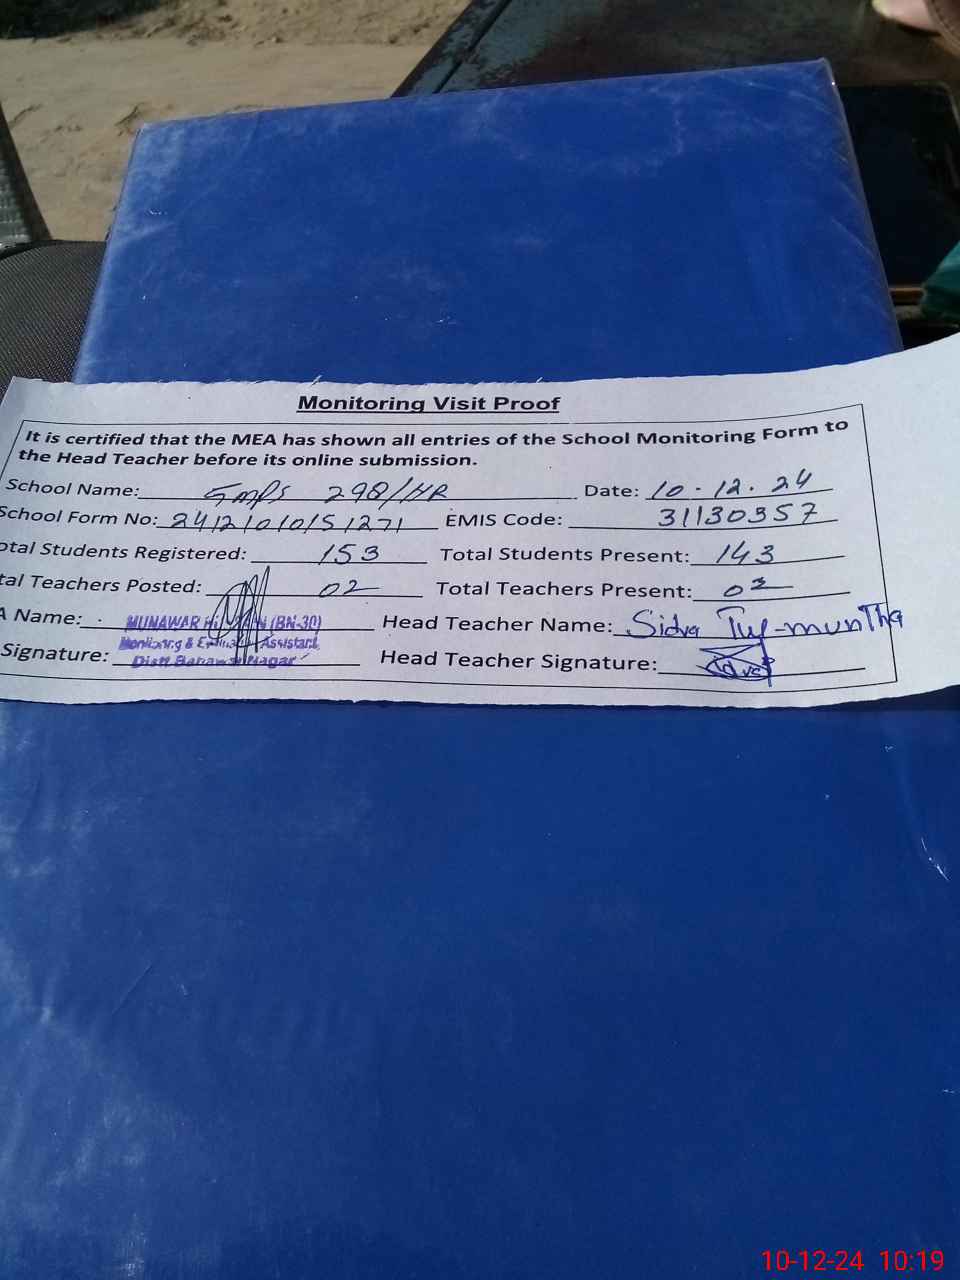 Monitoring Visit Proof
It is certified that the MEA has shown all entries of the School Monitoring Form to
the Head Teacher before its online submission.
School Name: GMPS 298/HR Date: 10-12.24
School Form No: 24121010151271 EMIS Code: 31130357
otal Students Registered: 153 Total Students Present: 143
tal Teachers Posted: 02 Total Teachers Present: 02
A Name: MUNAWAR (BN-30) Head Teacher Name: Sidra Tul-munTha
Monitoring & Assistant
Signature: Distt Bahawalnagar Head Teacher Signature:
10-12-24 10:19